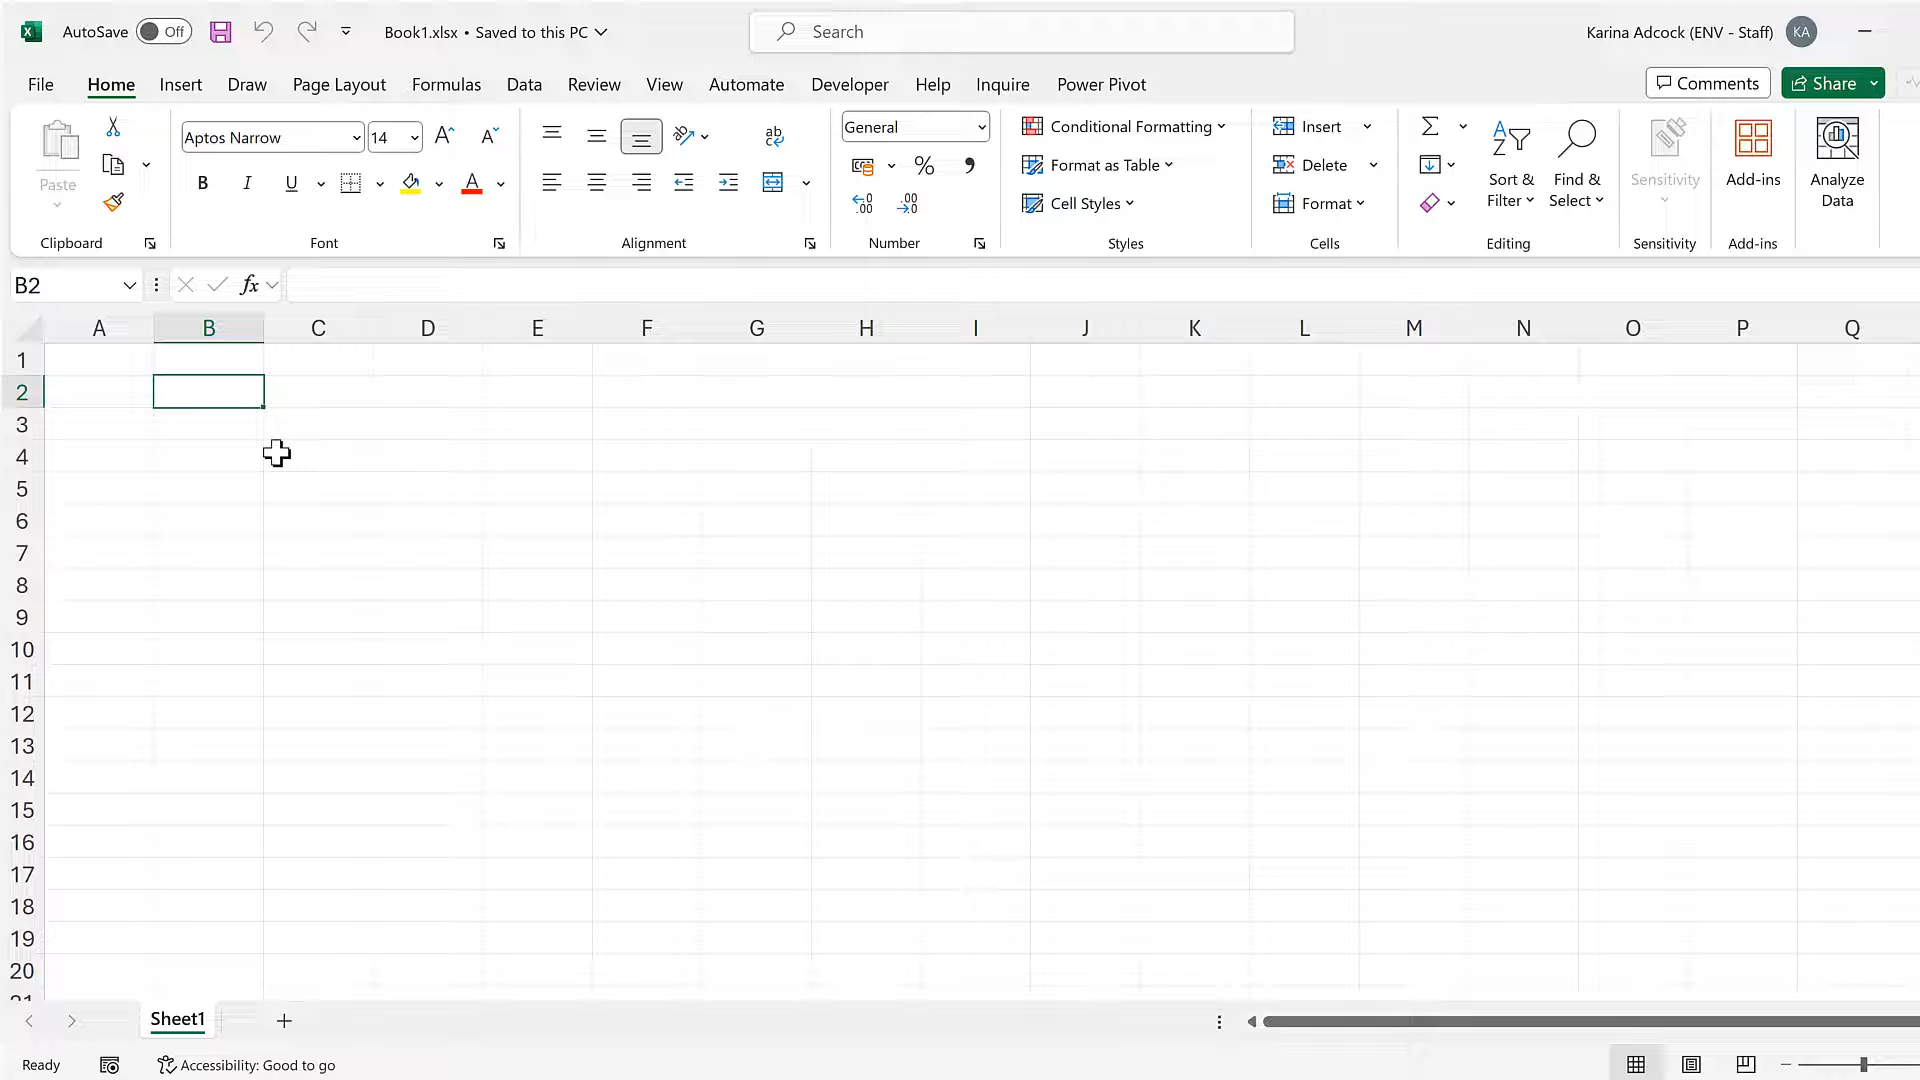 AutoSave Off Book1.xlsx • Saved to this PC Search Karina Adcock (ENV - Staff) KA
File Home Insert Draw Page Layout Formulas Data Review View Automate Developer Help Inquire Power Pivot Comments Share
Paste
Clipboard
Aptos Narrow 14
B I U A
Font
ab
Alignment
General
% ,
Number
Conditional Formatting
Format as Table
Cell Styles
Styles
Insert
Delete
Format
Cells
Sort &
Filter
Find &
Select
Editing
Sensitivity
Sensitivity
Add-ins
Add-ins
Analyze
Data
B2 fx
A B C D E F G H I J K L M N O P Q
1
2
3
4
5
6
7
8
9
10
11
12
13
14
15
16
17
18
19
20
21
Sheet1
Ready Accessibility: Good to go